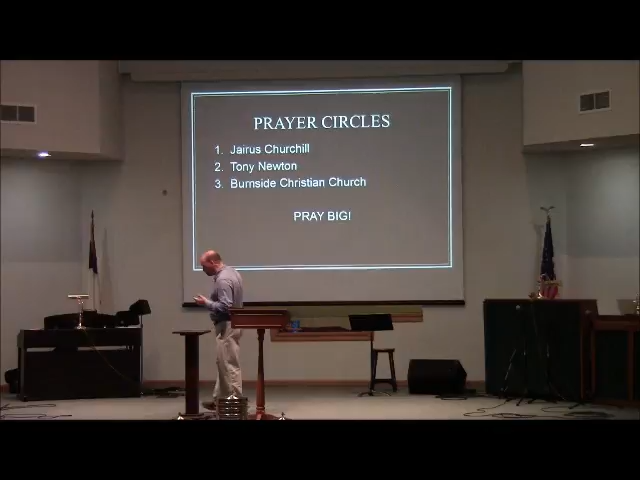 PRAYER CIRCLES
1. Jairus Churchill
2. Tony Newton
3. Burnside Christian Church
PRAY BIG!